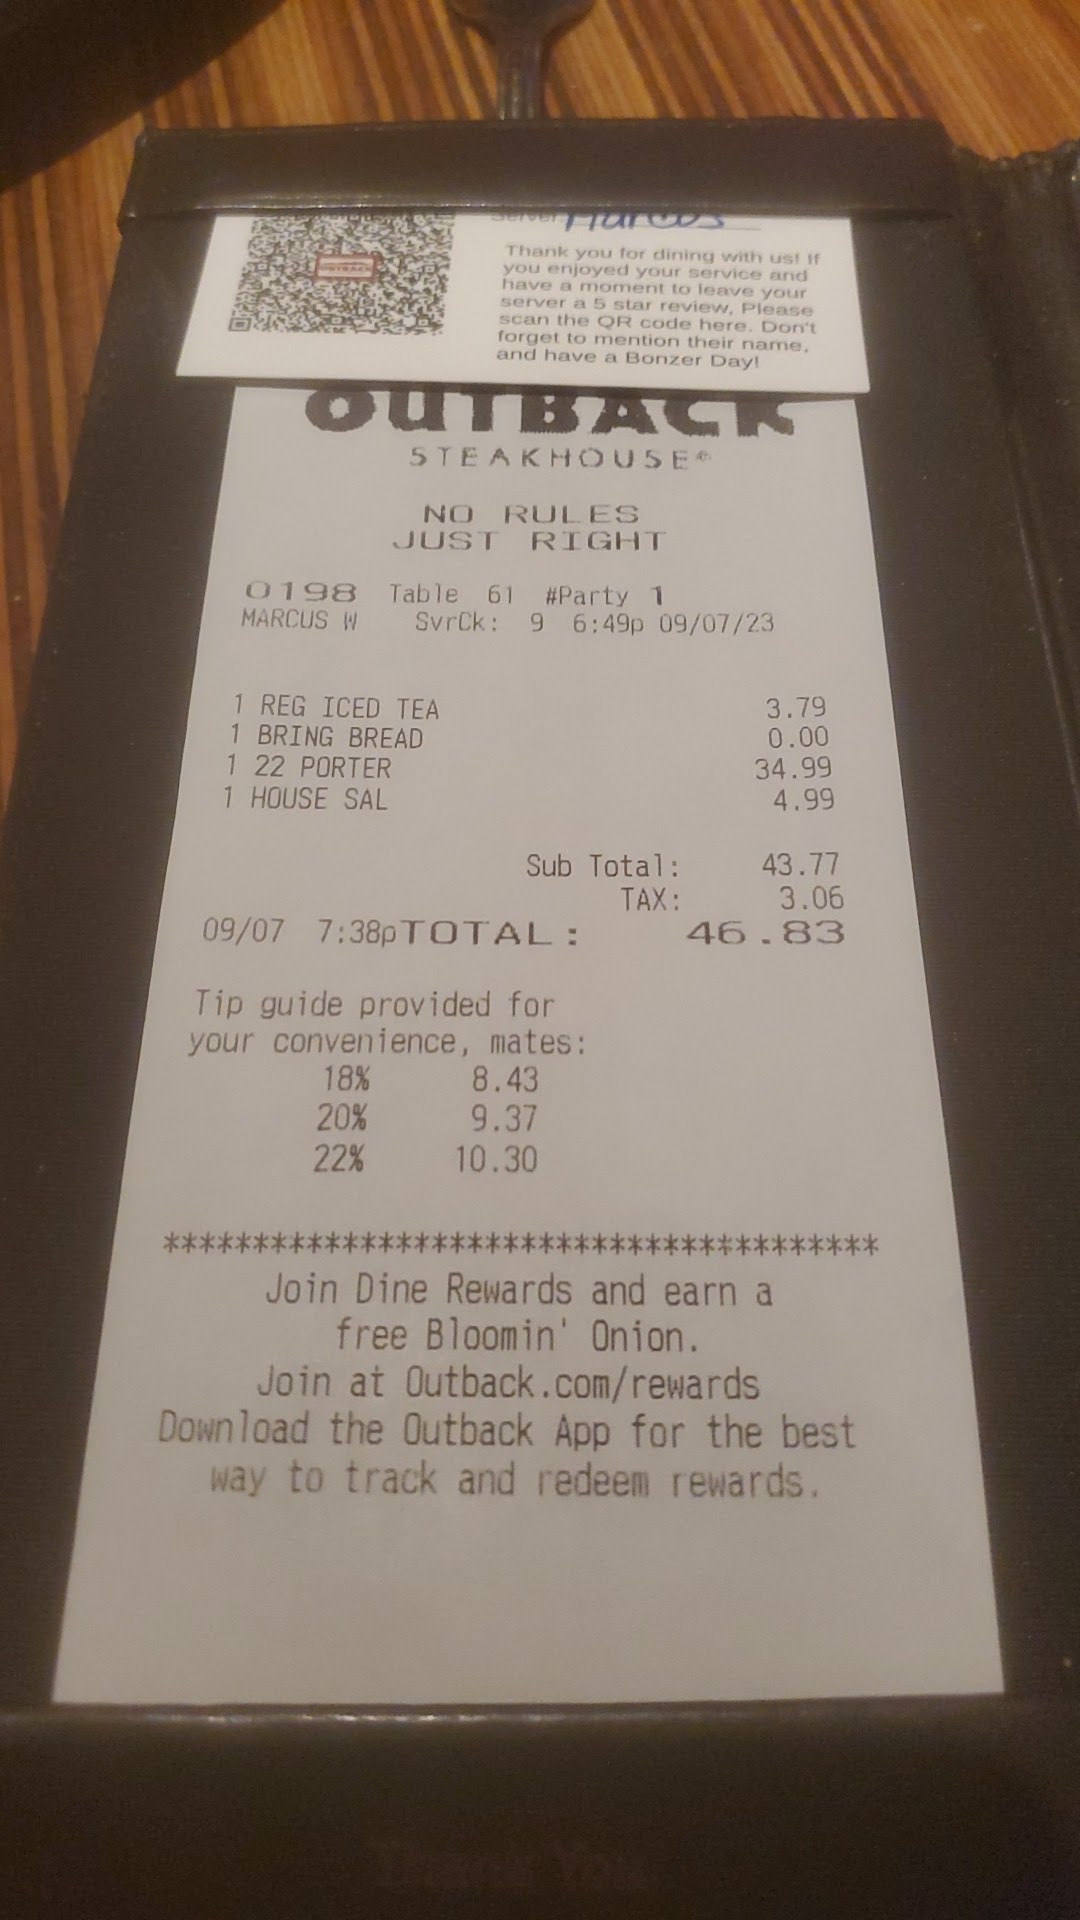 OUTBACK
Server Marcus
Thank you for dining with us! If
you enjoyed your service and
have a moment to leave your
server a 5 star review, Please
scan the QR code here. Don't
forget to mention their name,
and have a Bonzer Day!
OUTBACK
STEAKHOUSE®
NO RULES
JUST RIGHT
0198 Table 61 #Party 1
MARCUS W SvrCk: 9 6:49p 09/07/23
1 REG ICED TEA 3.79
1 BRING BREAD 0.00
1 22 PORTER 34.99
1 HOUSE SAL 4.99
Sub Total: 43.77
TAX: 3.06
09/07 7:38pTOTAL: 46.83
Tip guide provided for
your convenience, mates:
18% 8.43
20% 9.37
22% 10.30
****************************************
Join Dine Rewards and earn a
free Bloomin' Onion.
Join at Outback.com/rewards
Download the Outback App for the best
way to track and redeem rewards.